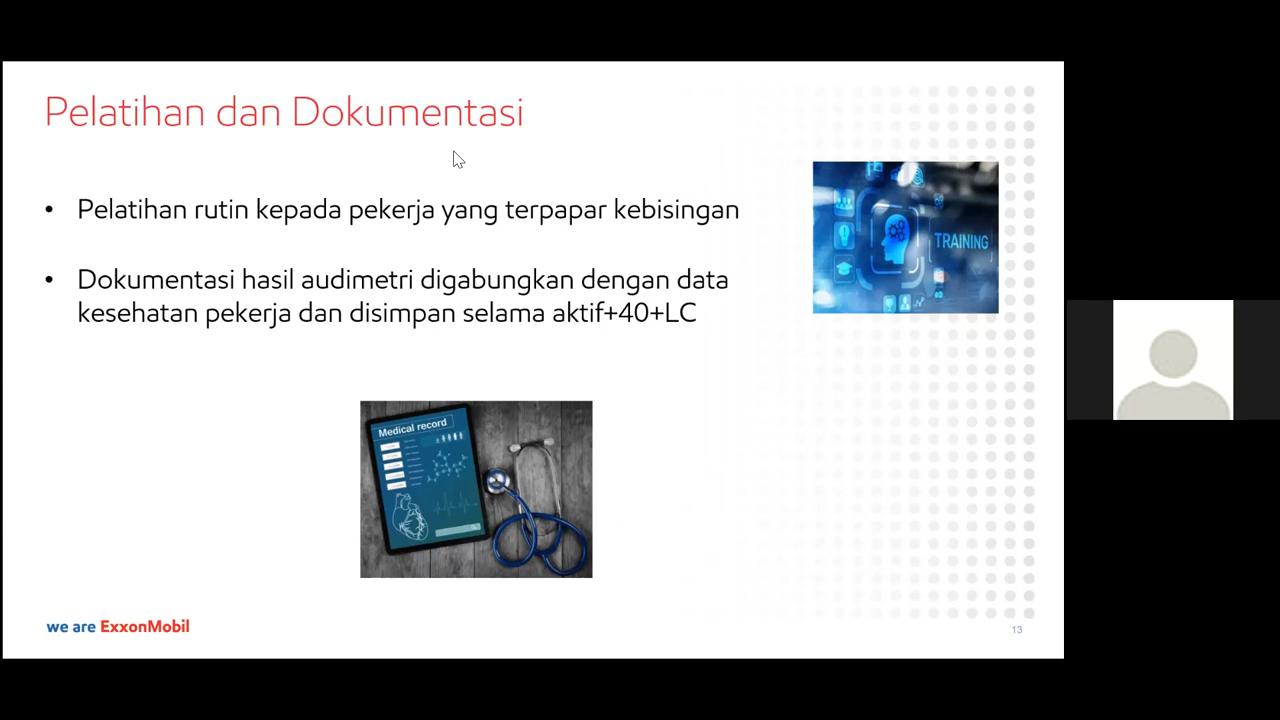 Pelatihan dan Dokumentasi
• Pelatihan rutin kepada pekerja yang terpapar kebisingan
TRAINING
• Dokumentasi hasil audimetri digabungkan dengan data
kesehatan pekerja dan disimpan selama aktif+40+LC
Medical record
we are ExxonMobil
13